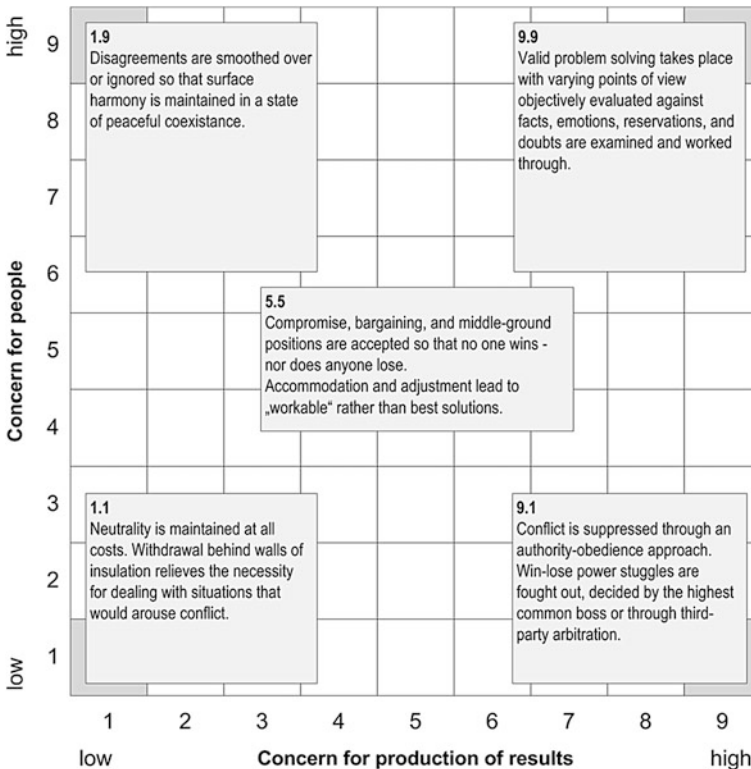 high
9
8
7
6
5
4
3
2
1
low
Concern for people
1.9
Disagreements are smoothed over
or ignored so that surface
harmony is maintained in a state
of peaceful coexistance.
9.9
Valid problem solving takes place
with varying points of view
objectively evaluated against
facts, emotions, reservations, and
doubts are examined and worked
through.
5.5
Compromise, bargaining, and middle-ground
positions are accepted so that no one wins -
nor does anyone lose.
Accommodation and adjustment lead to
„workable“ rather than best solutions.
1.1
Neutrality is maintained at all
costs. Withdrawal behind walls of
insulation relieves the necessity
for dealing with situations that
would arouse conflict.
9.1
Conflict is suppressed through an
authority-obedience approach.
Win-lose power stuggles are
fought out, decided by the highest
common boss or through third-
party arbitration.
1 2 3 4 5 6 7 8 9
low Concern for production of results high